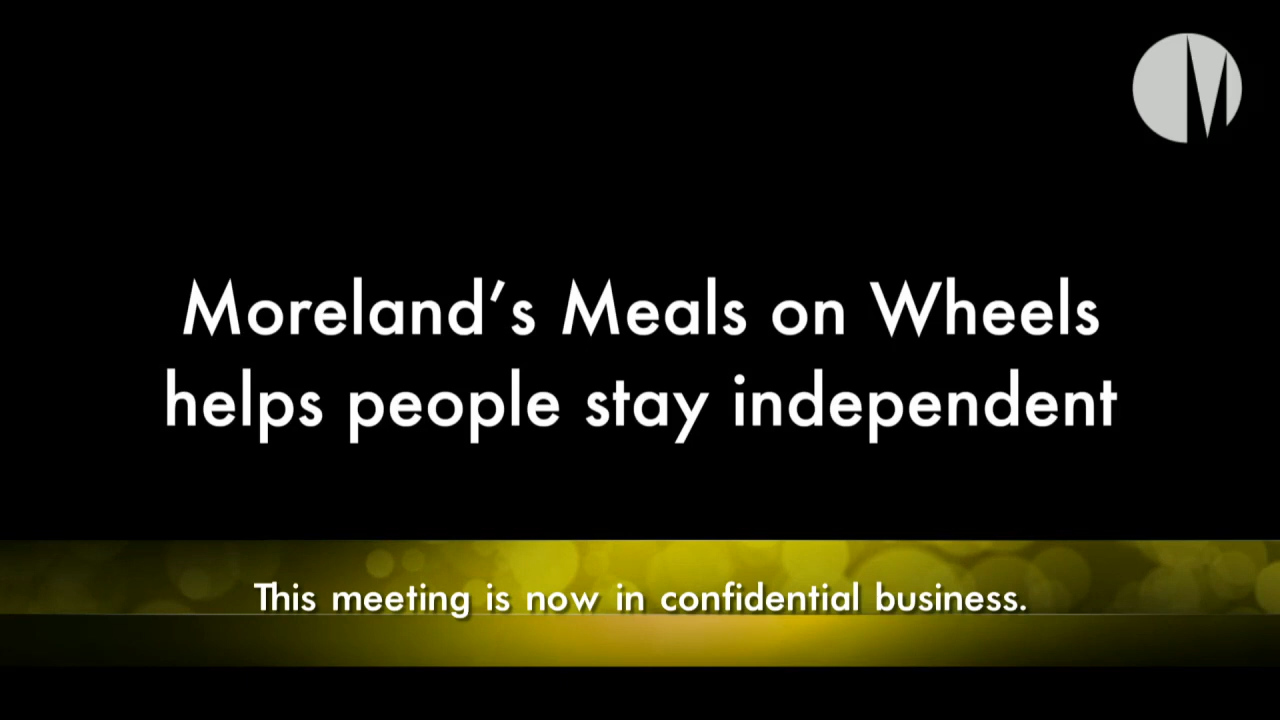 Moreland’s Meals on Wheels
helps people stay independent
This meeting is now in confidential business.